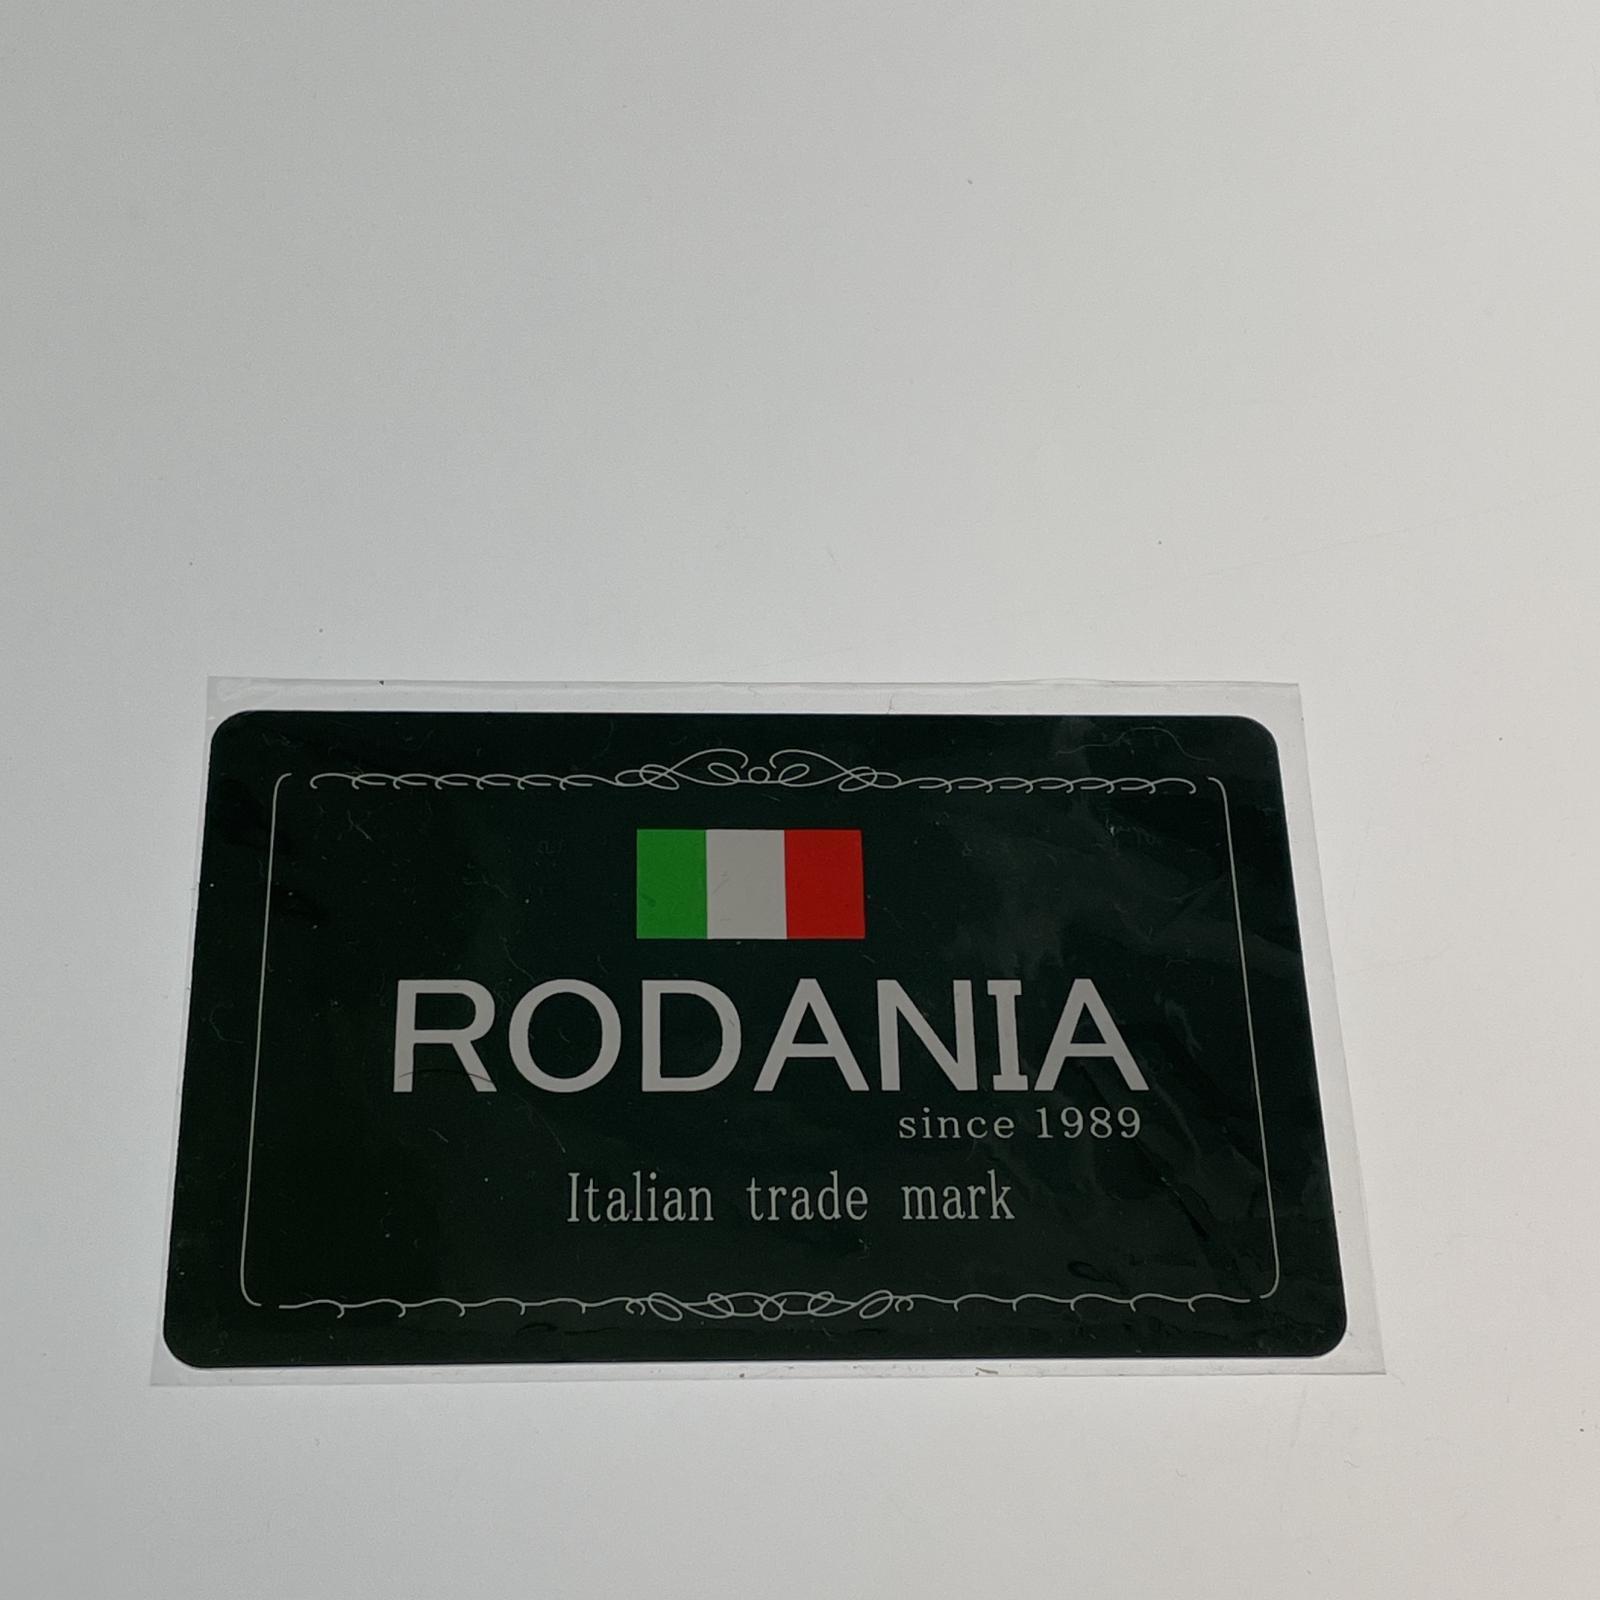 RODANIA
since 1989
Italian trade mark